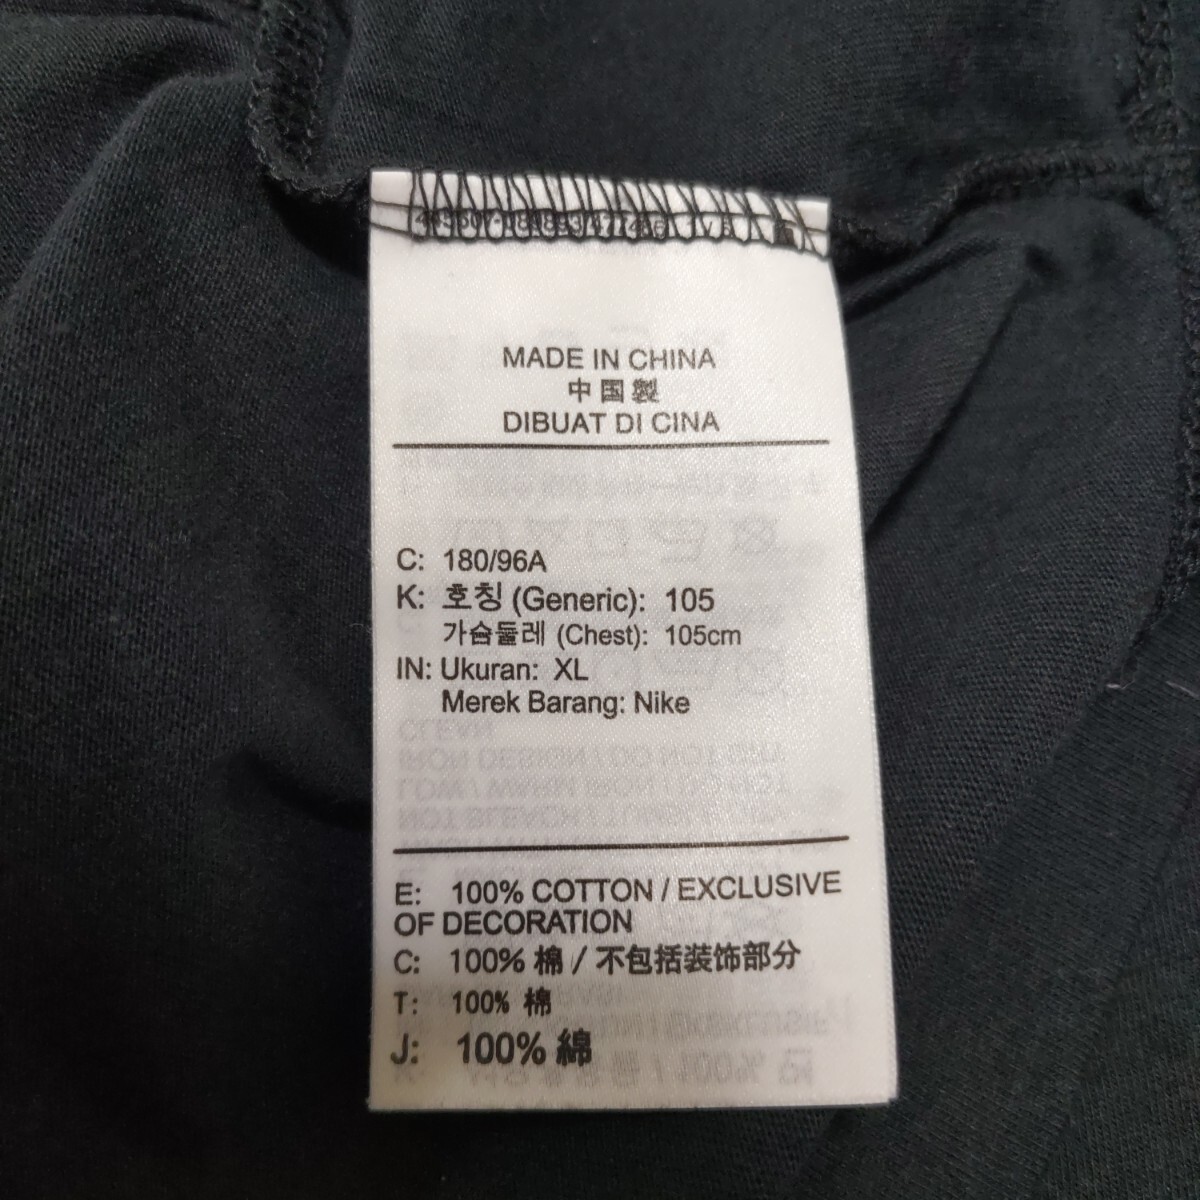 MADE IN CHINA
中国製
DIBUAT DI CINA
C: 180/96A
K: 호칭 (Generic): 105
가슴둘레 (Chest): 105cm
IN: Ukuran: XL
Merek Barang: Nike
E: 100% COTTON / EXCLUSIVE
OF DECORATION
C: 100% 棉 / 不包括装饰部分
T: 100% 棉
J: 100% 綿